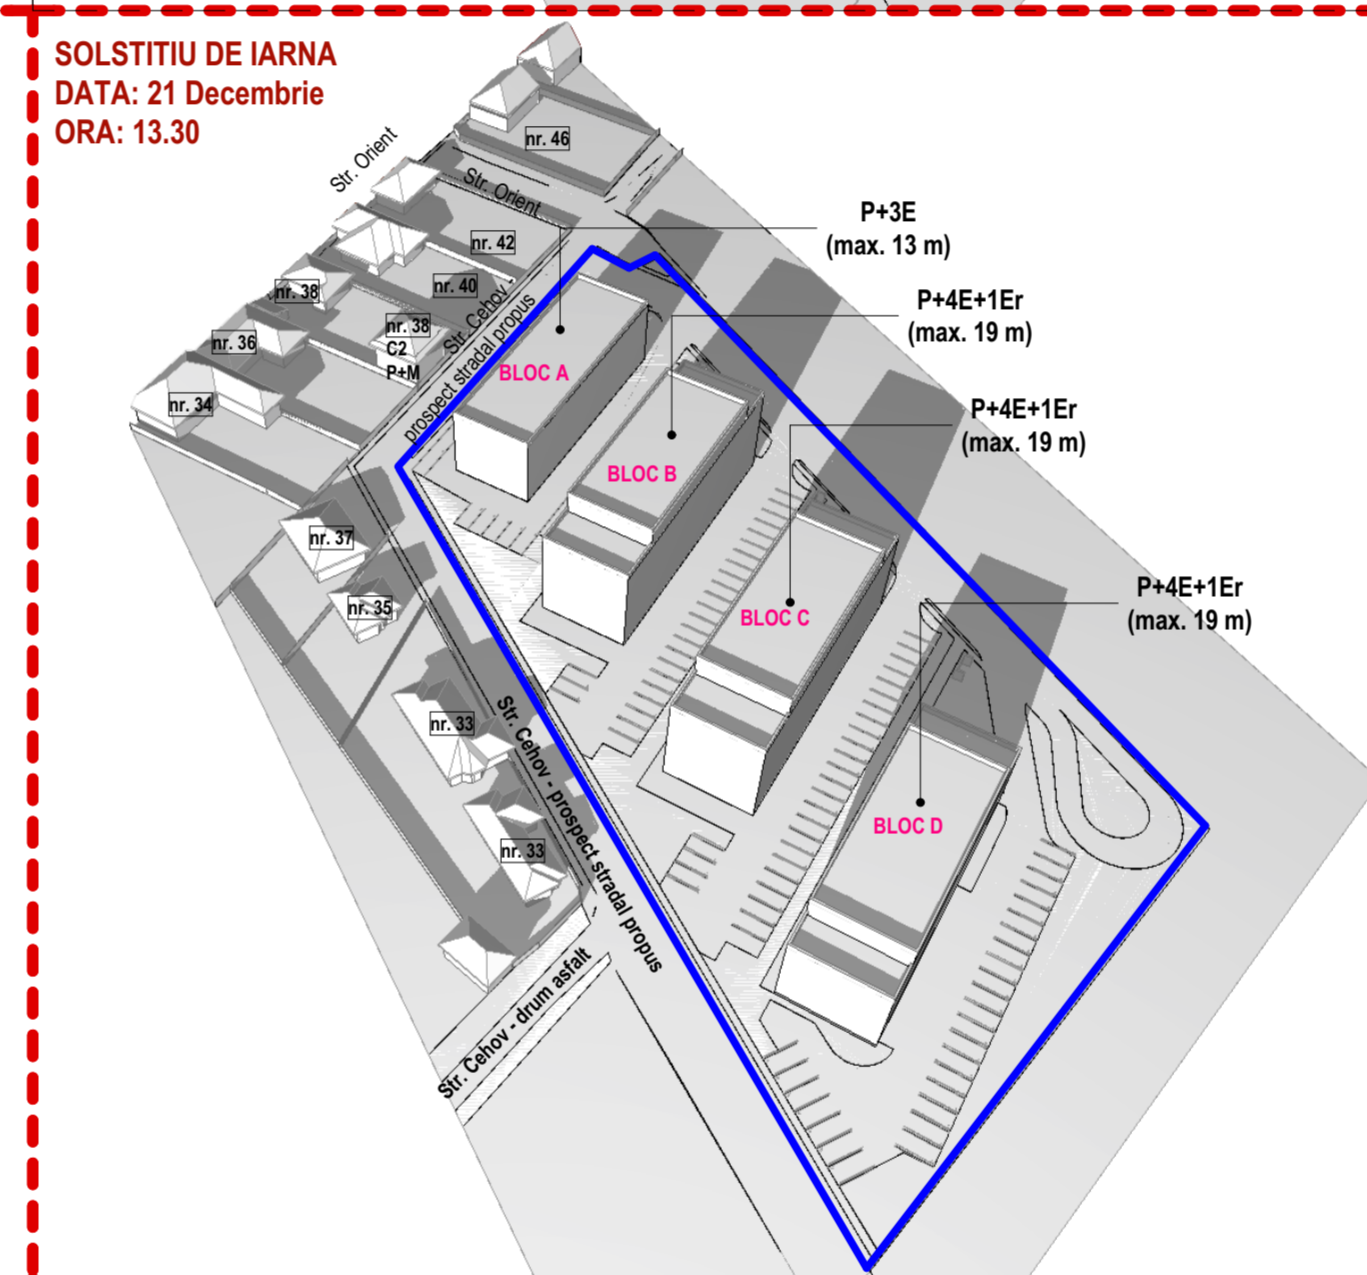 SOLSTITIU DE IARNA
DATA: 21 Decembrie
ORA: 13.30
nr. 46
Str. Orient
Str. Orient
P+3E
(max. 13 m)
nr. 42
nr. 40
nr. 38
nr. 38
C2
P+M
Str. Cehov
prospect stradal propus
P+4E+1Er
(max. 19 m)
nr. 36
nr. 34
BLOC A
P+4E+1Er
(max. 19 m)
BLOC B
nr. 37
nr. 35
P+4E+1Er
(max. 19 m)
BLOC C
nr. 33
Str. Cehov - prospect stradal propus
BLOC D
nr. 33
Str. Cehov - drum asfalt